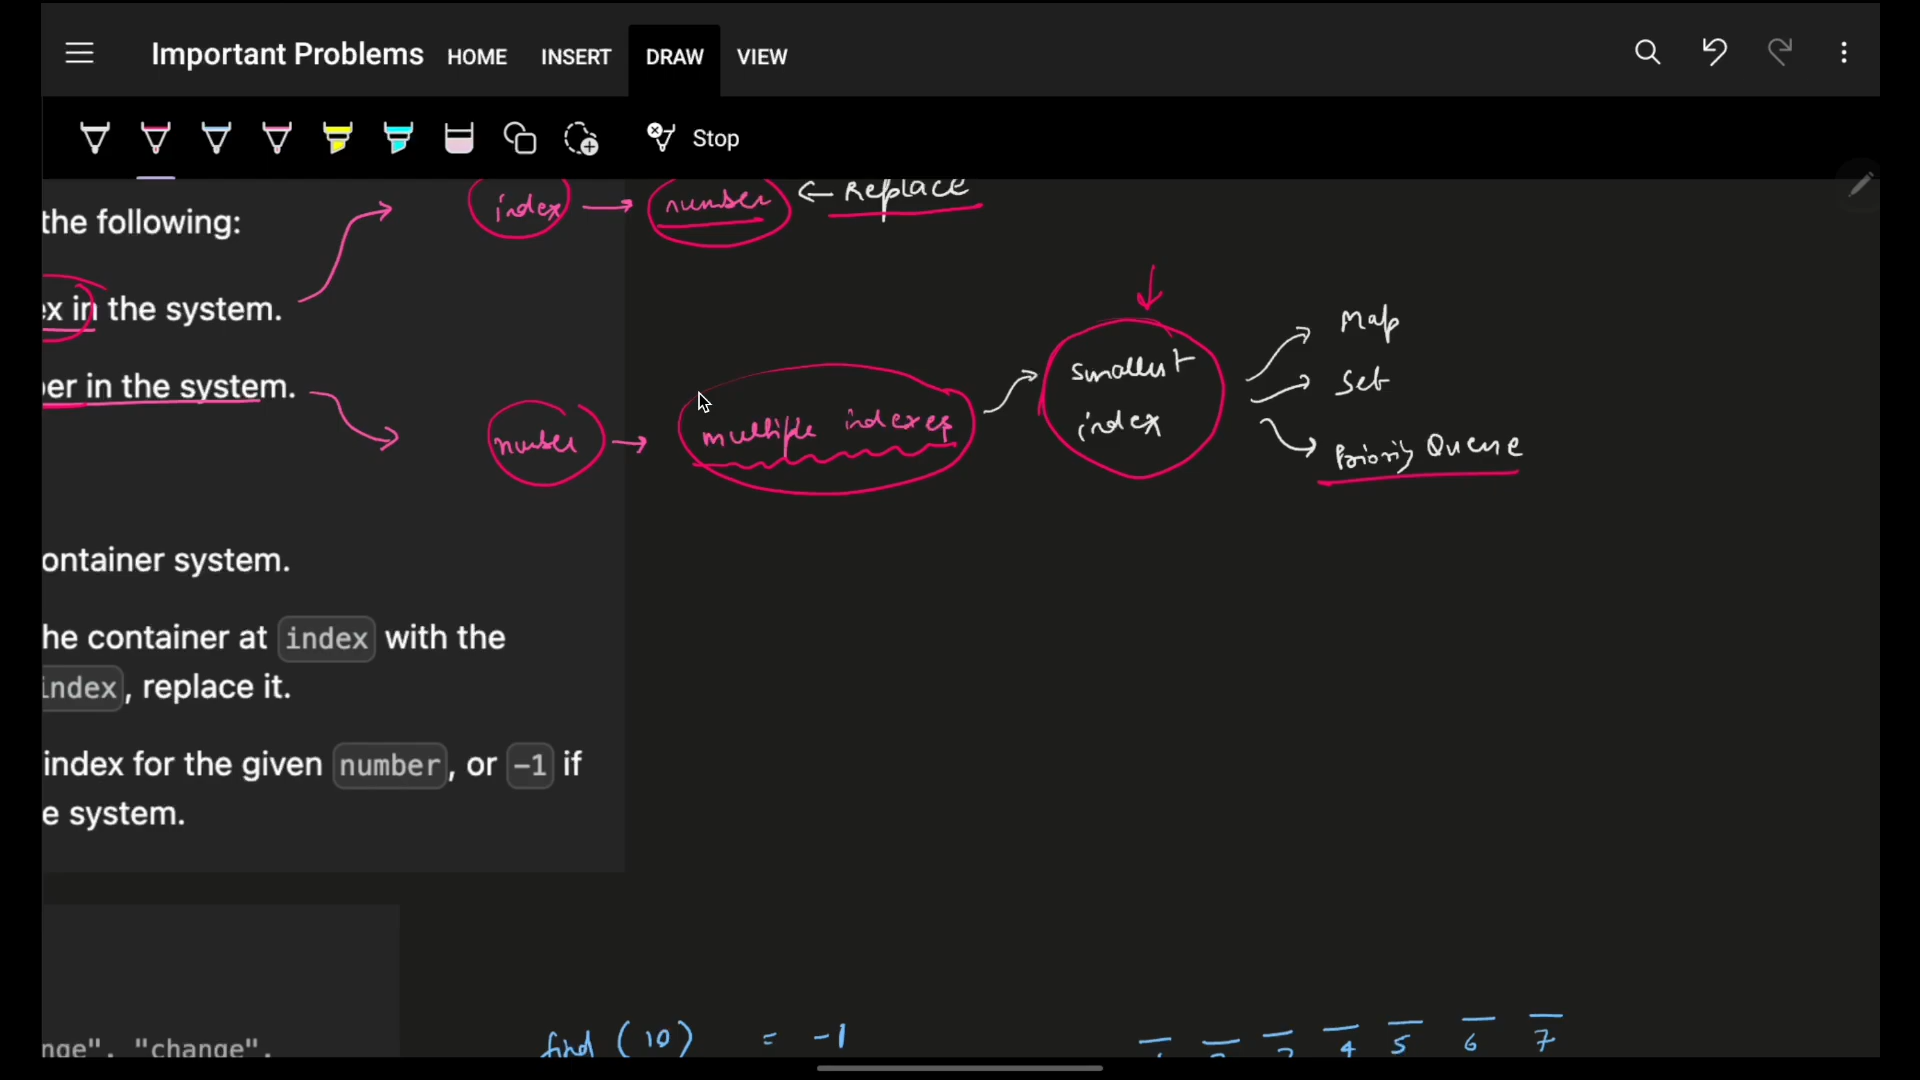 Important Problems HOME INSERT DRAW VIEW
Stop
the following:
index → number ← Replace
ex in the system.
ber in the system.
number → multiple indexes
smallest
index
Map
Set
Priority Queue
ontainer system.
he container at index with the
index, replace it.
index for the given number, or -1 if
e system.
nge", "change",
find (10) = -1
4 5 6 7